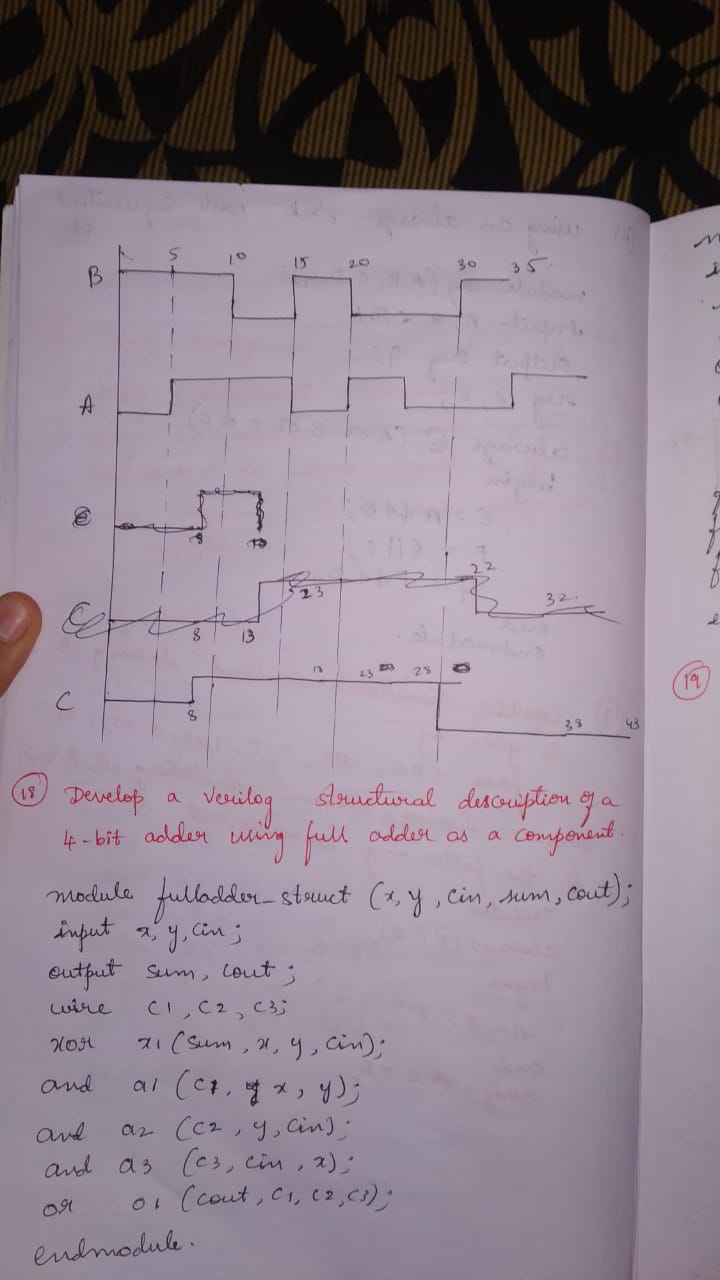 5 10 15 20 30 35
B
A
8 13
23 22
32
8 13
C
13 23 28
8
38 43
18 Develop a Verilog structural description of a
4-bit adder using full adder as a component.
module fulladder_struct (x, y, cin, sum, cout);
input x, y, cin;
output sum, cout;
wire c1, c2, c3;
xor x1 (sum, x, y, cin);
and a1 (c1, x, y);
and a2 (c2, y, cin);
and a3 (c3, cin, x);
or o1 (cout, c1, c2, c3);
endmodule.
19